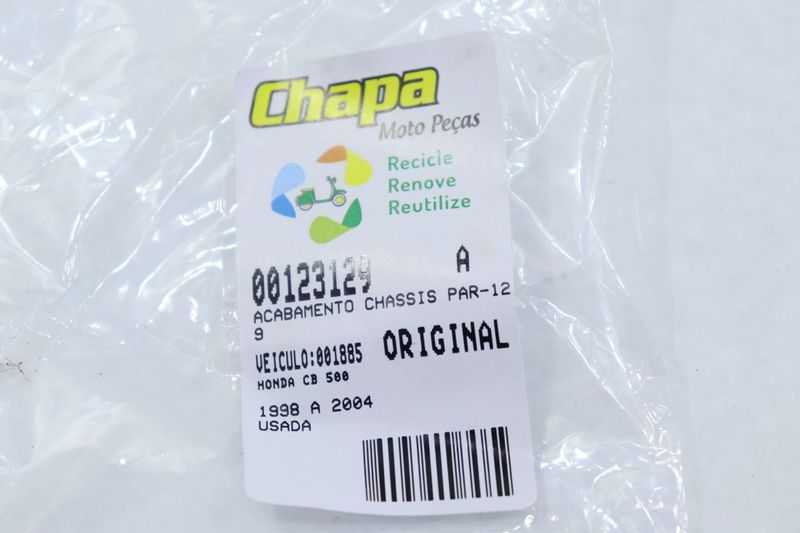 Chapa
Moto Peças
Recicle
Renove
Reutilize
00123129 A
ACABAMENTO CHASSIS PAR-12
9
VEICULO:001885 ORIGINAL
HONDA CB 500
1998 A 2004
USADA